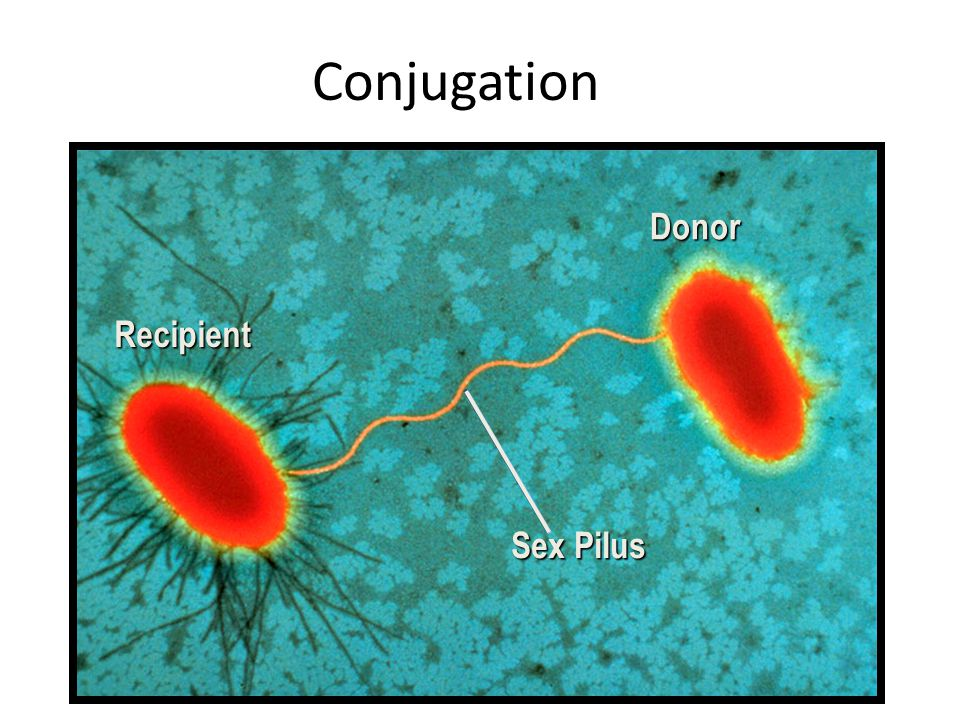 Conjugation
Donor
Recipient
Sex Pilus